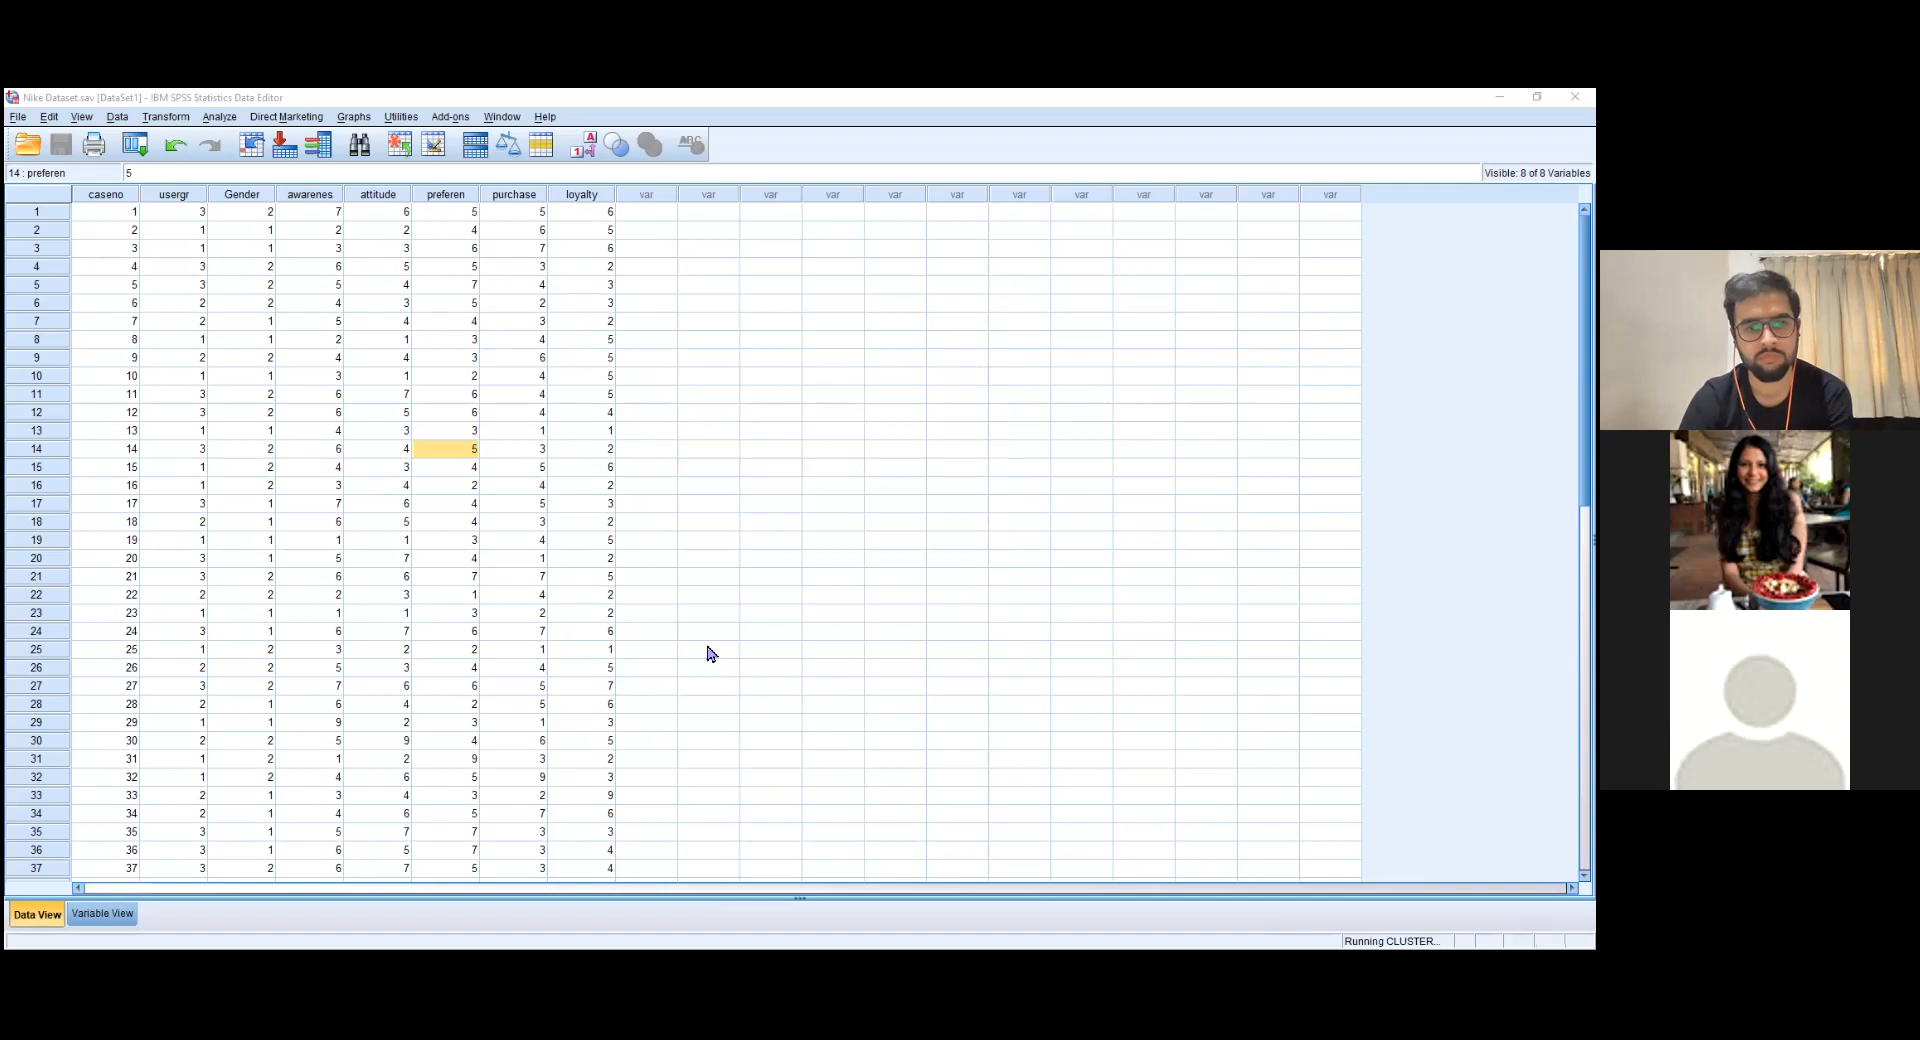 Nike Dataset.sav [DataSet1] - IBM SPSS Statistics Data Editor
File Edit View Data Transform Analyze Direct Marketing Graphs Utilities Add-ons Window Help
A
1
ABC
14 : preferen 5 Visible: 8 of 8 Variables
caseno usergr Gender awarenes attitude preferen purchase loyalty var var var var var var var var var var var var
1 1 3 2 7 6 5 5 6
2 2 1 1 2 2 4 6 5
3 3 1 1 3 3 6 7 6
4 4 3 2 6 5 5 3 2
5 5 3 2 5 4 7 4 3
6 6 2 2 4 3 5 2 3
7 7 2 1 5 4 4 3 2
8 8 1 1 2 1 3 4 5
9 9 2 2 4 4 3 6 5
10 10 1 1 3 1 2 4 5
11 11 3 2 6 7 6 4 5
12 12 3 2 6 5 6 4 4
13 13 1 1 4 3 3 1 1
14 14 3 2 6 4 5 3 2
15 15 1 2 4 3 4 5 6
16 16 1 2 3 4 2 4 2
17 17 3 1 7 6 4 5 3
18 18 2 1 6 5 4 3 2
19 19 1 1 1 1 3 4 5
20 20 3 1 5 7 4 1 2
21 21 3 2 6 6 7 7 5
22 22 2 2 2 3 1 4 2
23 23 1 1 1 1 3 2 2
24 24 3 1 6 7 6 7 6
25 25 1 2 3 2 2 1 1
26 26 2 2 5 3 4 4 5
27 27 3 2 7 6 6 5 7
28 28 2 1 6 4 2 5 6
29 29 1 1 9 2 3 1 3
30 30 2 2 5 9 4 6 5
31 31 1 2 1 2 9 3 2
32 32 1 2 4 6 5 9 3
33 33 2 1 3 4 3 2 9
34 34 2 1 4 6 5 7 6
35 35 3 1 5 7 7 3 3
36 36 3 1 6 5 7 3 4
37 37 3 2 6 7 5 3 4
Data View Variable View
Running CLUSTER...